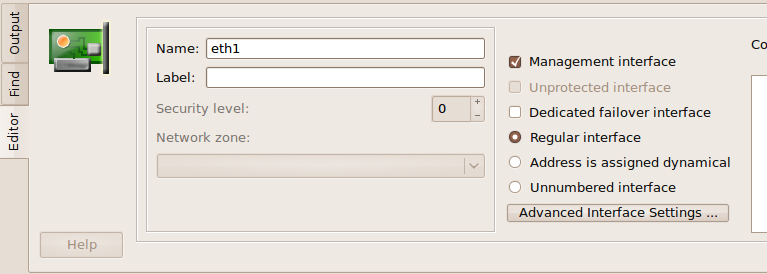 Output
Find
Editor
Name: eth1
Label:
Security level: 0
Network zone:
Help
Management interface
Unprotected interface
Dedicated failover interface
Regular interface
Address is assigned dynamical
Unnumbered interface
Advanced Interface Settings ...
Co